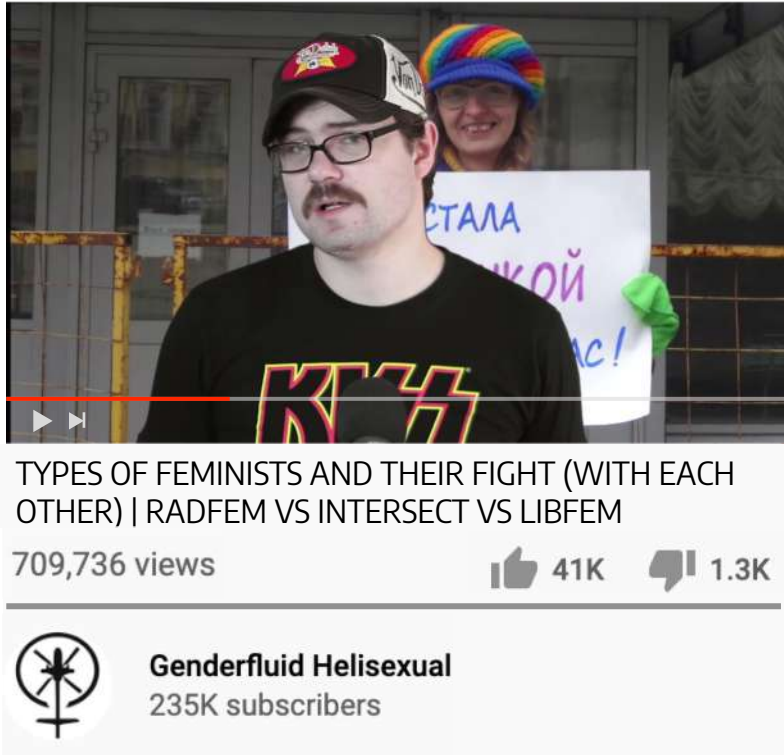 Von D
СТАЛА
КОЙ
АС!
KISS
TYPES OF FEMINISTS AND THEIR FIGHT (WITH EACH
OTHER) | RADFEM VS INTERSECT VS LIBFEM
709,736 views
41K
1.3K
Genderfluid Helisexual
235K subscribers